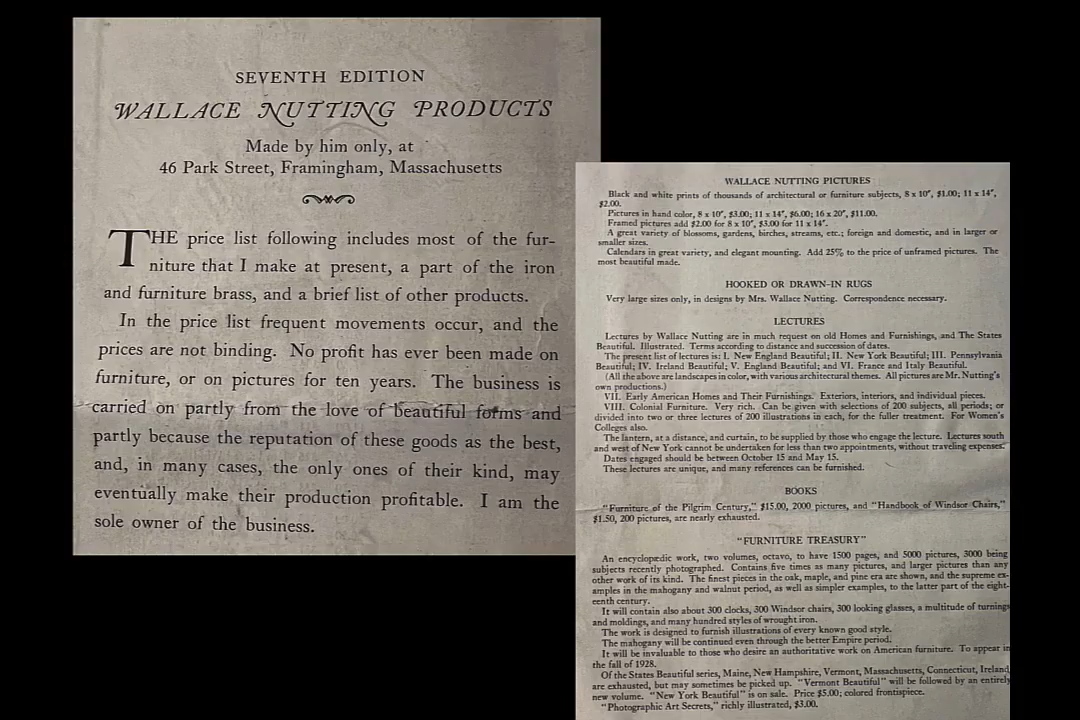 SEVENTH EDITION
WALLACE NUTTING PRODUCTS
Made by him only, at
46 Park Street, Framingham, Massachusetts
THE price list following includes most of the fur-
niture that I make at present, a part of the iron
and furniture brass, and a brief list of other products.
In the price list frequent movements occur, and the
prices are not binding. No profit has ever been made on
furniture, or on pictures for ten years. The business is
carried on partly from the love of beautiful forms and
partly because the reputation of these goods as the best,
and, in many cases, the only ones of their kind, may
eventually make their production profitable. I am the
sole owner of the business.
WALLACE NUTTING PICTURES
Black and white prints of thousands of architectural or furniture subjects, 8 x 10", $1.00; 11 x 14",
$2.00.
Pictures in hand color, 8 x 10", $3.00; 11 x 14", $6.00; 16 x 20", $11.00.
Framed pictures add $2.00 for 8 x 10", $3.00 for 11 x 14".
A great variety of blossoms, gardens, birches, streams, etc.; foreign and domestic, and in larger or
smaller sizes.
Calendars in great variety, and elegant mounting. Add 25% to the price of unframed pictures. The
most beautiful made.
HOOKED OR DRAWN-IN RUGS
Very large sizes only, in designs by Mrs. Wallace Nutting. Correspondence necessary.
LECTURES
Lectures by Wallace Nutting are in much request on old Homes and Furnishings, and The States
Beautiful. Illustrated. Terms according to distance and succession of dates.
The present list of lectures is: I. New England Beautiful; II. New York Beautiful; III. Pennsylvania
Beautiful; IV. Ireland Beautiful; V. England Beautiful; and VI. France and Italy Beautiful.
(All the above are landscapes in color, with various architectural themes. All pictures are Mr. Nutting's
own productions.)
VII. Early American Homes and Their Furnishings. Exteriors, interiors, and individual pieces.
VIII. Colonial Furniture. Very rich. Can be given with selections of 200 subjects, all periods; or
divided into two or three lectures of 200 illustrations in each, for the fuller treatment. For Women's
Colleges also.
The lantern, at a distance, and curtain, to be supplied by those who engage the lecture. Lectures south
and west of New York cannot be undertaken for less than two appointments, without traveling expenses.
Dates engaged should be between October 15 and May 15.
These lectures are unique, and many references can be furnished.
BOOKS
"Furniture of the Pilgrim Century," $15.00, 2000 pictures, and "Handbook of Windsor Chairs,"
$1.50, 200 pictures, are nearly exhausted.
"FURNITURE TREASURY"
An encyclopædic work, two volumes, octavo, to have 1500 pages, and 5000 pictures, 3000 being
subjects recently photographed. Contains five times as many pictures, and larger pictures than any
other work of its kind. The finest pieces in the oak, maple, and pine era are shown, and the supreme ex-
amples in the mahogany and walnut period, as well as simpler examples, to the latter part of the eight-
eenth century.
It will contain also about 300 clocks, 300 Windsor chairs, 300 looking glasses, a multitude of turnings
and moldings, and many hundred styles of wrought iron.
The work is designed to furnish illustrations of every known good style.
The mahogany will be continued even through the better Empire period.
It will be invaluable to those who desire an authoritative work on American furniture. To appear in
the fall of 1928.
Of the States Beautiful series, Maine, New Hampshire, Vermont, Massachusetts, Connecticut, Ireland,
are exhausted, but may sometimes be picked up. "Vermont Beautiful" will be followed by an entirely
new volume. "New York Beautiful" is on sale. Price $5.00; colored frontispiece.
"Photographic Art Secrets," richly illustrated, $3.00.